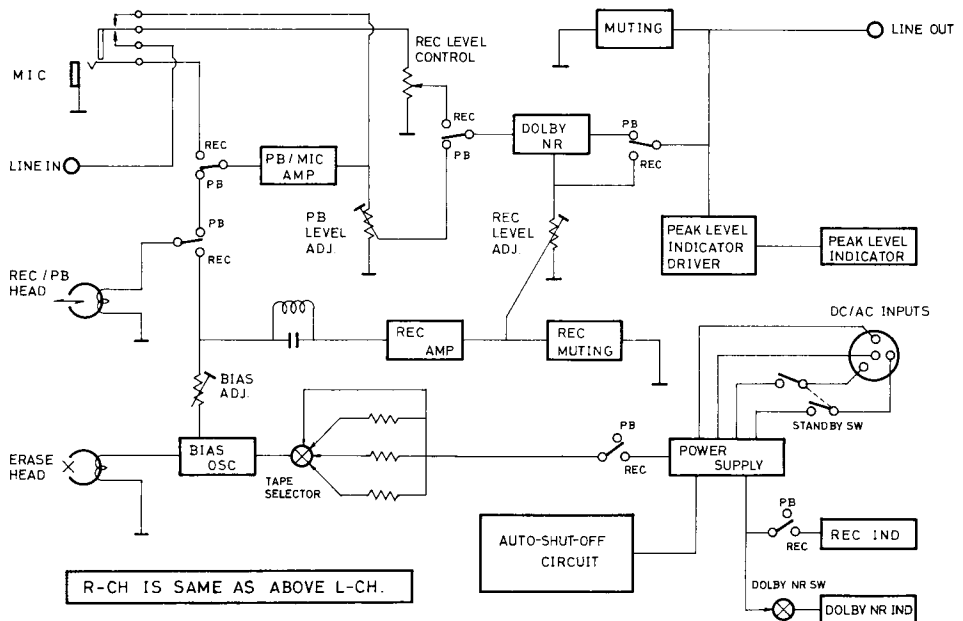 MIC
LINE IN
REC
PB
PB/MIC
AMP
REC LEVEL
CONTROL
PB
LEVEL
ADJ.
REC
PB
DOLBY
NR
PB
REC
MUTING
LINE OUT
REC
LEVEL
ADJ.
PEAK LEVEL
INDICATOR
DRIVER
PEAK LEVEL
INDICATOR
PB
REC
REC / PB
HEAD
REC
AMP
REC
MUTING
BIAS
ADJ.
DC/AC INPUTS
STANDBY SW
ERASE
HEAD
BIAS
OSC
TAPE
SELECTOR
PB
REC
POWER
SUPPLY
AUTO-SHUT-OFF
CIRCUIT
PB
REC
REC IND
DOLBY NR SW
DOLBY NR IND
R-CH IS SAME AS ABOVE L-CH.